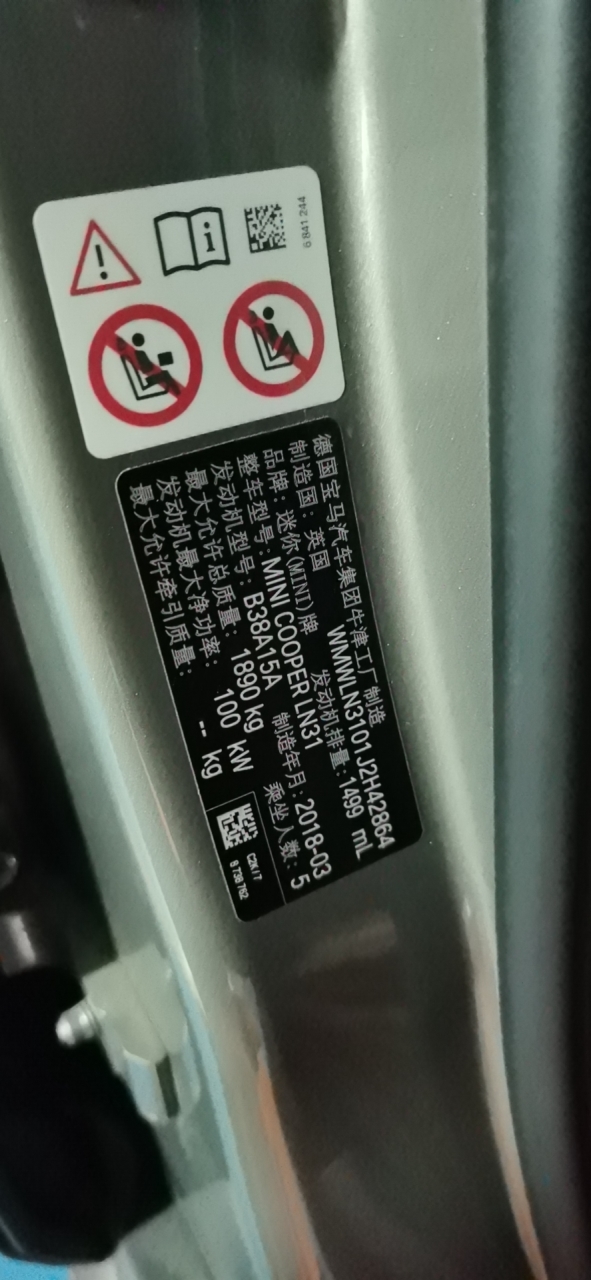 6 841 244
德国宝马汽车集团牛津工厂制造
制造国：英国 WMWLN3101J2H42864
品牌：迷你(MINI)牌 发动机排量：1499 mL
整车型号：MINI COOPER LN31 制造年月：2018-03
发动机型号：B38A15A 乘坐人数：5
最大允许总质量：1890 kg
发动机最大净功率：100 kW
最大允许牵引质量：-- kg
8 738 762